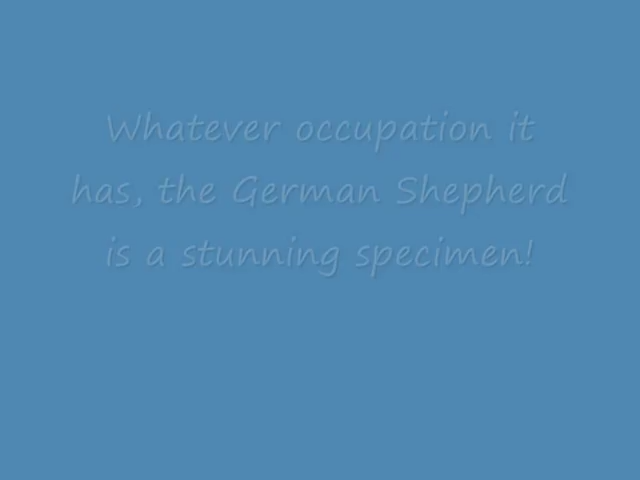 Whatever occupation it
has, the German Shepherd
is a stunning specimen!